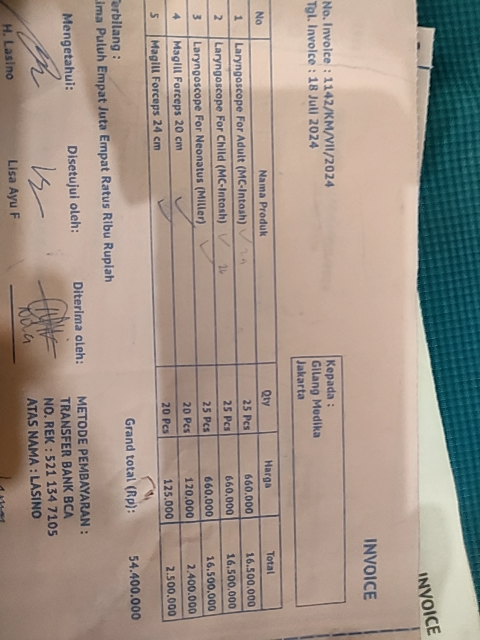 INVOICE
INVOICE
No. Invoice : 1142/KM/VII/2024
Tgl. Invoice : 18 Juli 2024
Kepada :
Gilang Medika
Jakarta
No Nama Produk Qty Harga Total
1 Laryngoscope For Adult (MC-Intosh) 25 Pcs 660.000 16.500.000
2 Laryngoscope For Child (MC-Intosh) 25 Pcs 660.000 16.500.000
3 Laryngoscope For Neonatus (Miller) 25 Pcs 660.000 16.500.000
4 Magill Forceps 20 cm 20 Pcs 120.000 2.400.000
5 Magill Forceps 24 cm 20 Pcs 125.000 2.500.000
Grand total (Rp): 54.400.000
Terbilang :
Lima Puluh Empat Juta Empat Ratus Ribu Rupiah
Mengetahui: Disetujui oleh: Diterima oleh:
H. Lasino Lisa Ayu F
METODE PEMBAYARAN :
TRANSFER BANK BCA
NO. REK : 521 134 7105
ATAS NAMA : LASINO